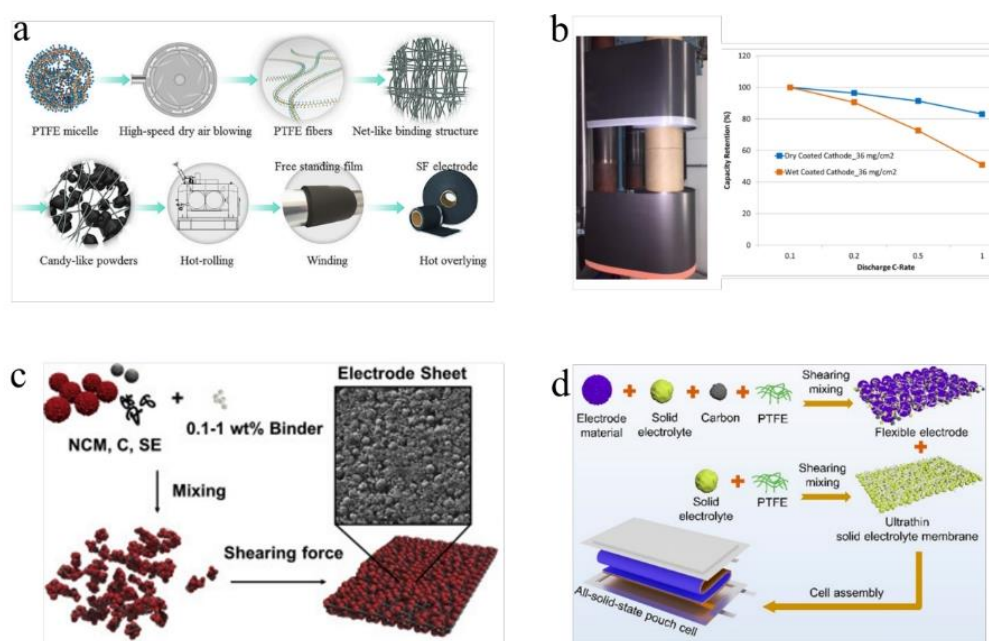 a
PTFE micelle
High-speed dry air blowing
PTFE fibers
Net-like binding structure
Candy-like powders
Hot-rolling
Free standing film
Winding
SF electrode
Hot overlying
b
Capacity Retention (%)
120
100
80
60
40
20
0
Dry Coated Cathode_36 mg/cm2
Wet Coated Cathode_36 mg/cm2
0.1
0.2
0.5
1
Discharge C-Rate
c
NCM, C, SE
+
0.1-1 wt% Binder
Electrode Sheet
Mixing
Shearing force
d
Electrode
material
Solid
electrolyte
Carbon
PTFE
Shearing
mixing
Flexible electrode
Solid
electrolyte
PTFE
Shearing
mixing
Ultrathin
solid electrolyte membrane
Cell assembly
All-solid-state pouch cell